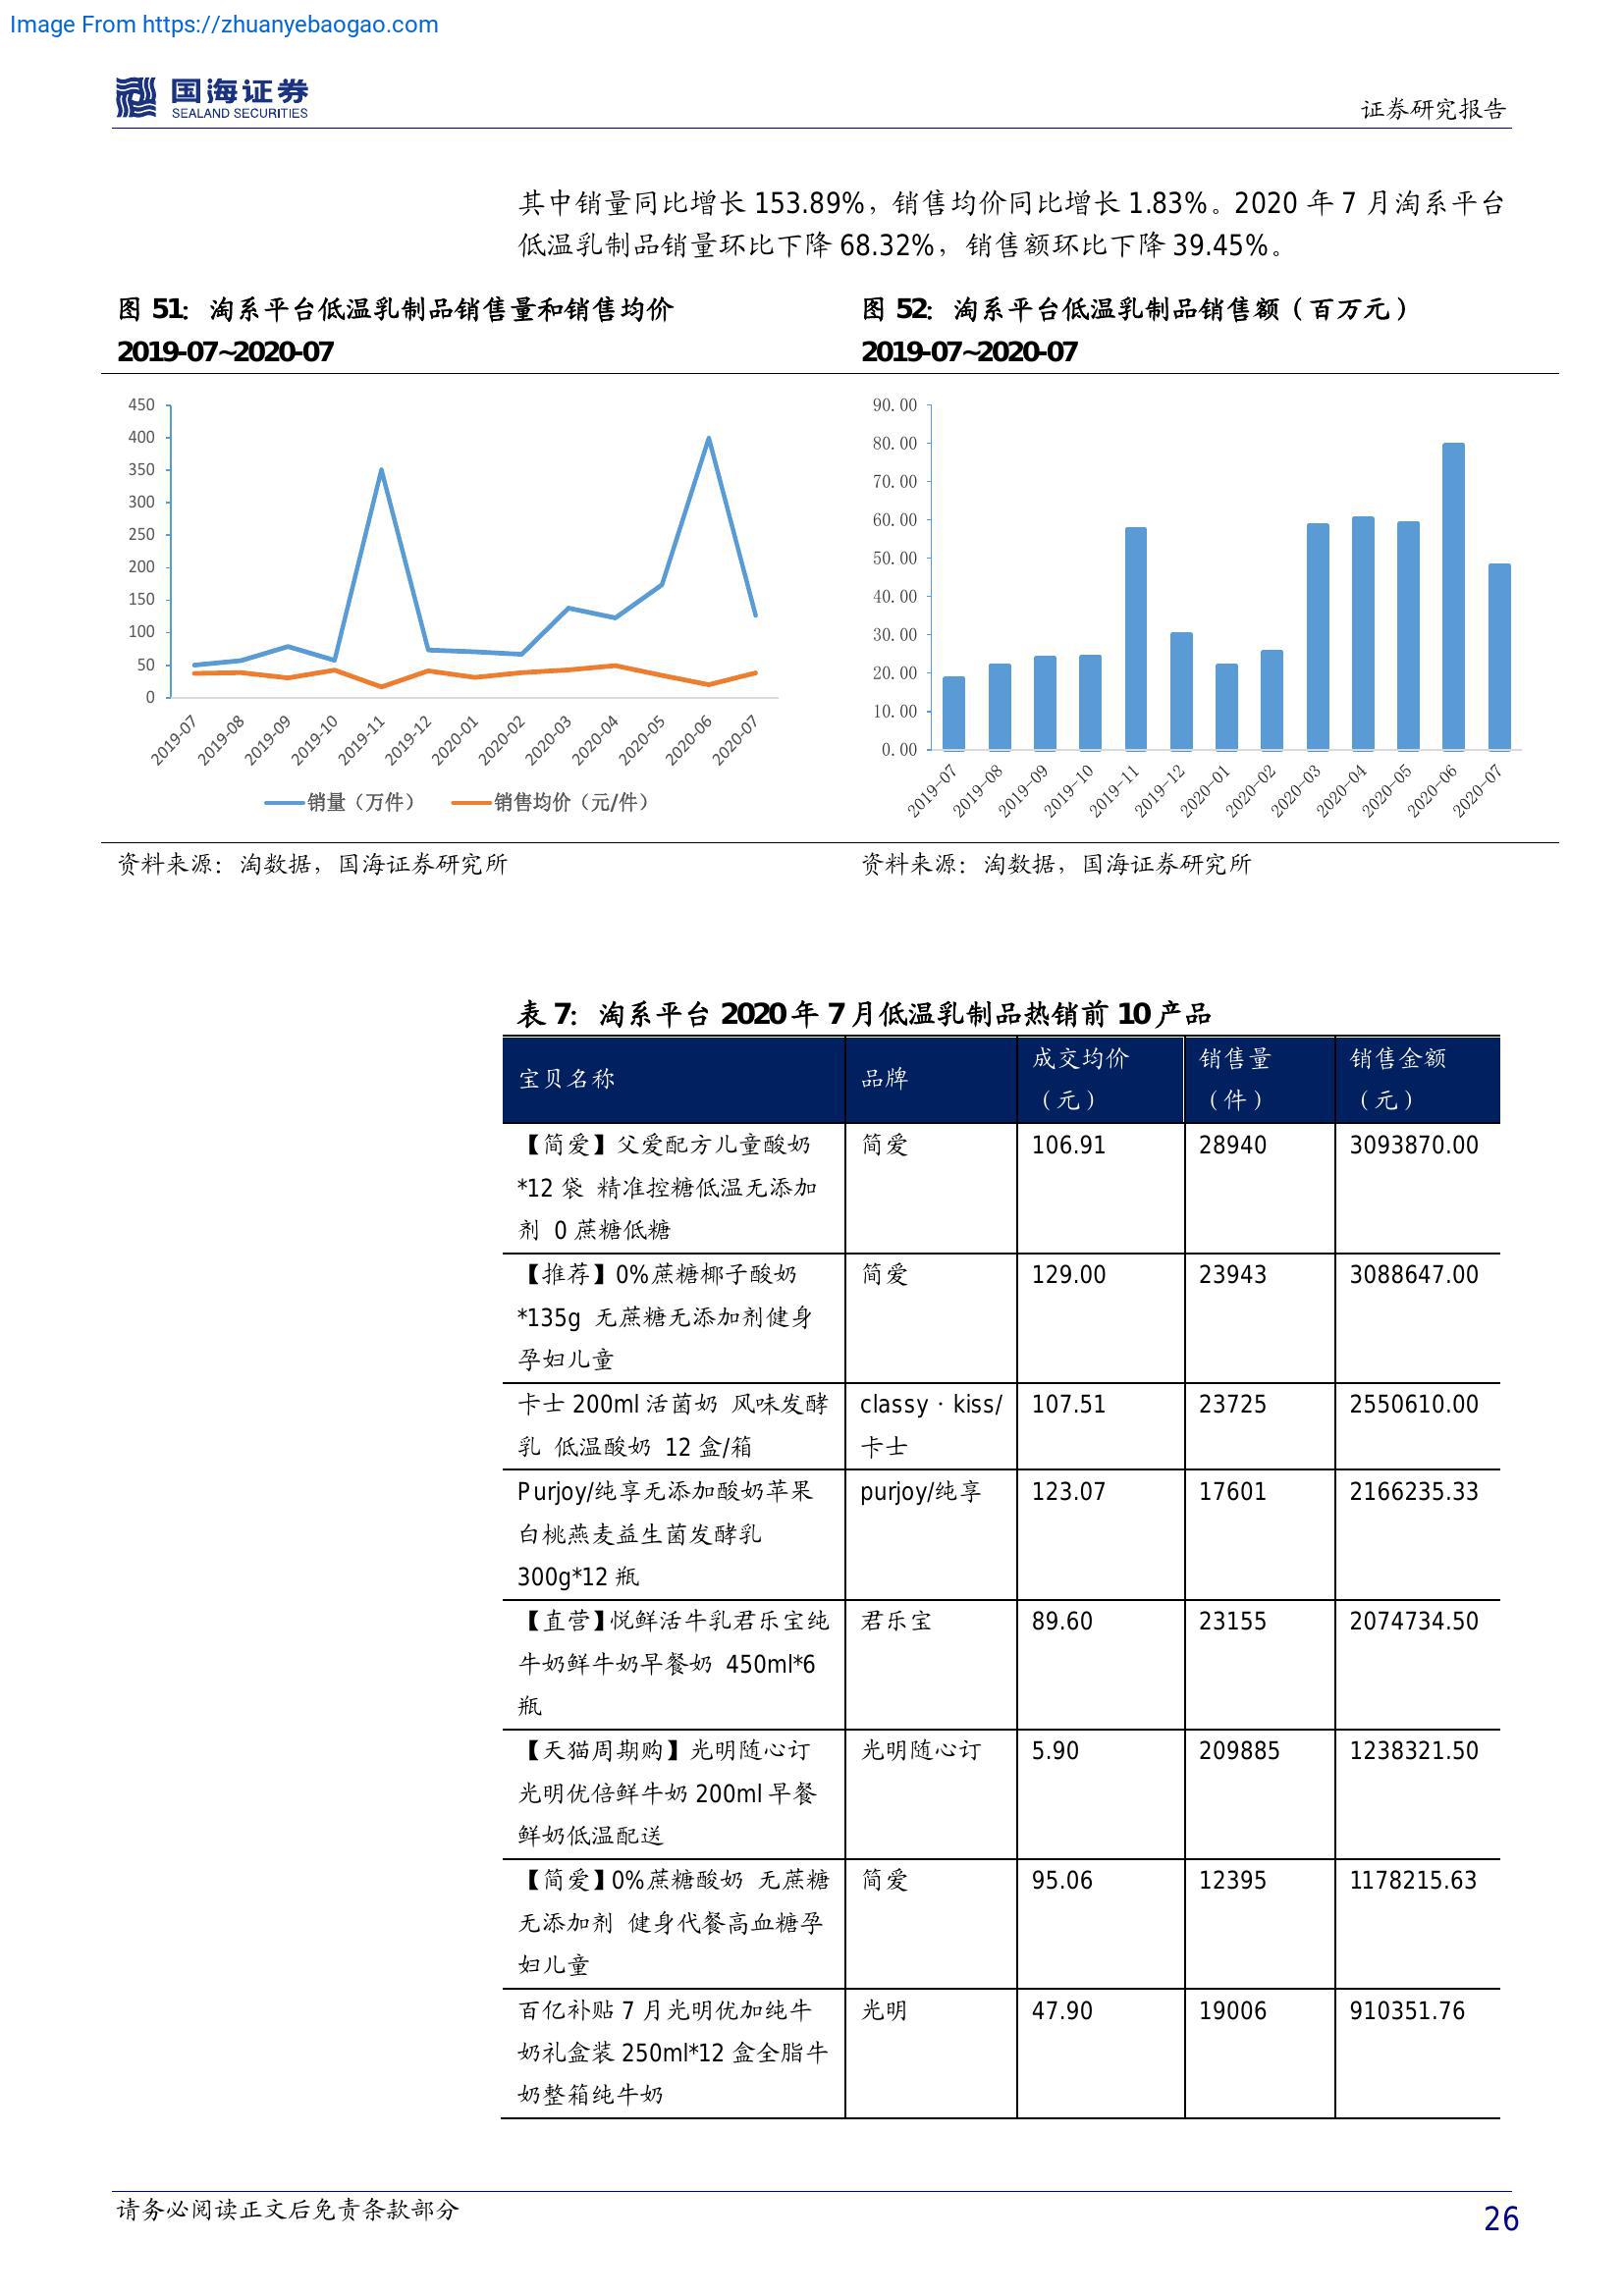 Image From https://zhuanyebaogao.com
国海证券
SEALAND SECURITIES
证券研究报告
其中销量同比增长 153.89%，销售均价同比增长 1.83%。2020 年 7 月淘系平台
低温乳制品销量环比下降 68.32%，销售额环比下降 39.45%。
图 51：淘系平台低温乳制品销售量和销售均价
2019-07~2020-07
450
400
350
300
250
200
150
100
50
0
2019-07 2019-08 2019-09 2019-10 2019-11 2019-12 2020-01 2020-02 2020-03 2020-04 2020-05 2020-06 2020-07
销量（万件） 销售均价（元/件）
资料来源：淘数据，国海证券研究所
图 52：淘系平台低温乳制品销售额（百万元）
2019-07~2020-07
90.00
80.00
70.00
60.00
50.00
40.00
30.00
20.00
10.00
0.00
2019-07 2019-08 2019-09 2019-10 2019-11 2019-12 2020-01 2020-02 2020-03 2020-04 2020-05 2020-06 2020-07
资料来源：淘数据，国海证券研究所
表 7：淘系平台 2020 年 7 月低温乳制品热销前 10 产品
宝贝名称 品牌 成交均价 销售量 销售金额
（元） （件） （元）
【简爱】父爱配方儿童酸奶 简爱 106.91 28940 3093870.00
*12 袋 精准控糖低温无添加
剂 0 蔗糖低糖
【推荐】0%蔗糖椰子酸奶 简爱 129.00 23943 3088647.00
*135g 无蔗糖无添加剂健身
孕妇儿童
卡士 200ml 活菌奶 风味发酵 classy · kiss/ 107.51 23725 2550610.00
乳 低温酸奶 12 盒/箱 卡士
Purjoy/纯享无添加酸奶苹果 purjoy/纯享 123.07 17601 2166235.33
白桃燕麦益生菌发酵乳
300g*12 瓶
【直营】悦鲜活牛乳君乐宝纯 君乐宝 89.60 23155 2074734.50
牛奶鲜牛奶早餐奶 450ml*6
瓶
【天猫周期购】光明随心订 光明随心订 5.90 209885 1238321.50
光明优倍鲜牛奶 200ml 早餐
鲜奶低温配送
【简爱】0%蔗糖酸奶 无蔗糖 简爱 95.06 12395 1178215.63
无添加剂 健身代餐高血糖孕
妇儿童
百亿补贴 7 月光明优加纯牛 光明 47.90 19006 910351.76
奶礼盒装 250ml*12 盒全脂牛
奶整箱纯牛奶
请务必阅读正文后免责条款部分
26